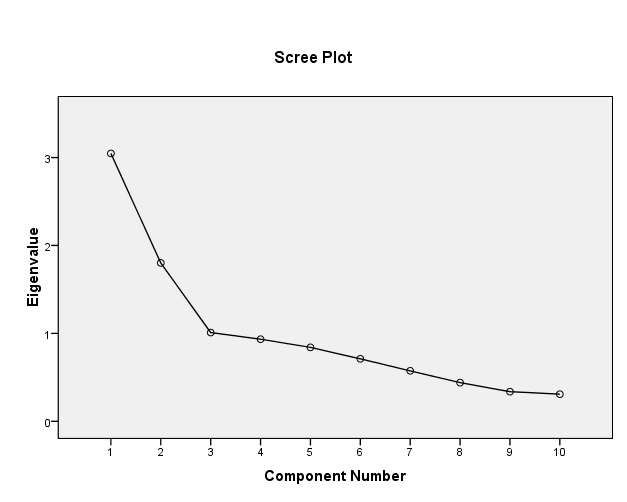 Scree Plot
Eigenvalue
3
2
1
0
1 2 3 4 5 6 7 8 9 10
Component Number